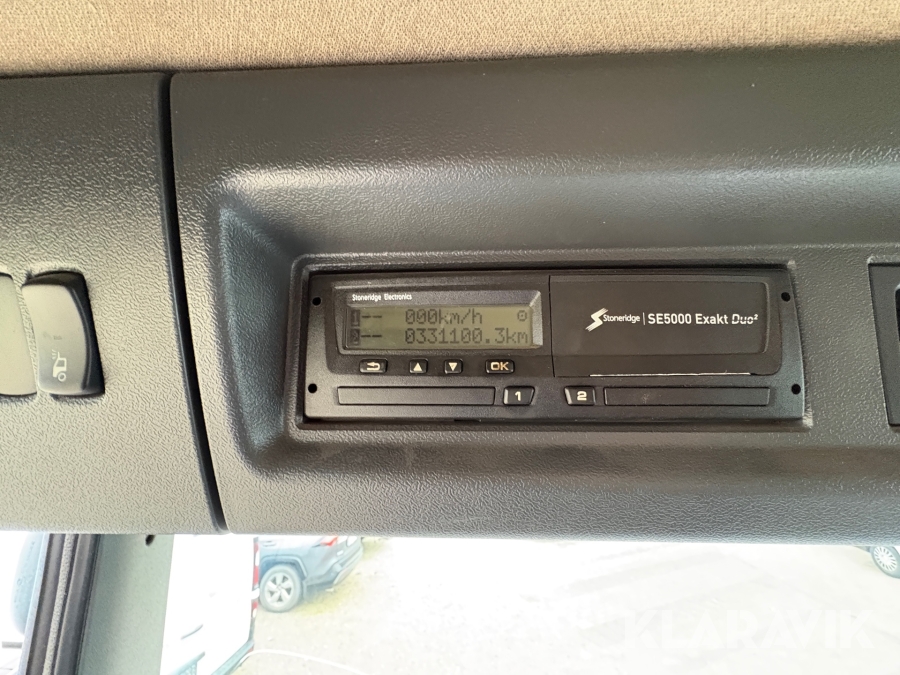 Stoneridge Electronics
1-- 000km/h
2-- 0331100.3km
OK
1 2
Stoneridge | SE5000 Exakt Duo²
KLARAVIK